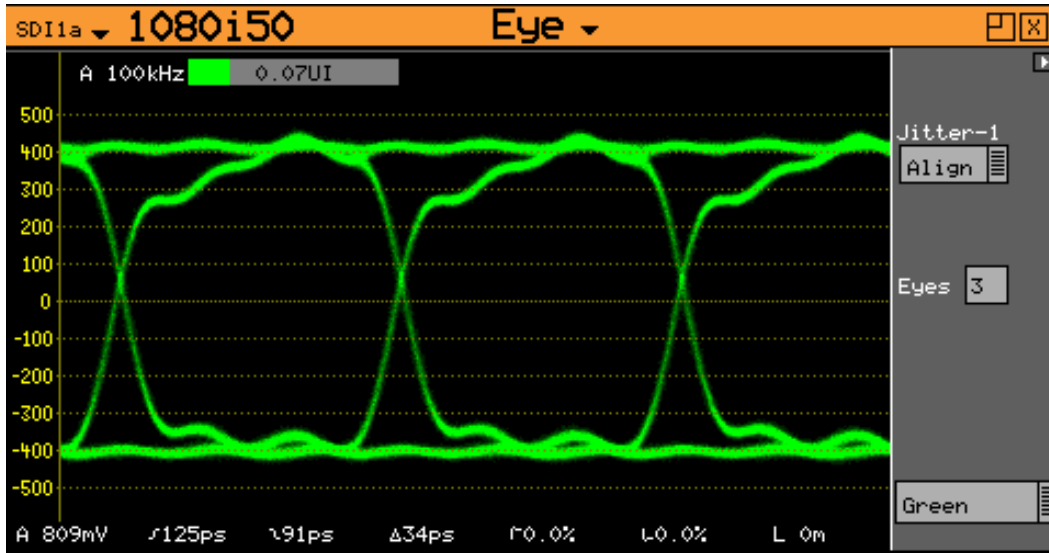 SDI1a 1080i50 Eye X
A 100kHz 0.07UI
500
400
300
200
100
0
-100
-200
-300
-400
-500
Jitter-1
Align
Eyes 3
Green
A 809mV 125ps 91ps Δ34ps 0.0% 0.0% L 0m